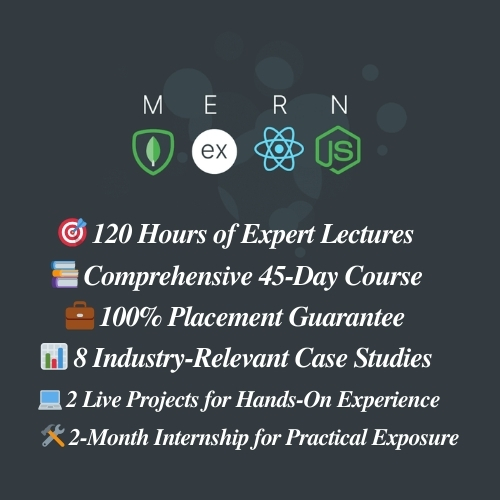 M E R N
ex
JS
120 Hours of Expert Lectures
Comprehensive 45-Day Course
100% Placement Guarantee
8 Industry-Relevant Case Studies
2 Live Projects for Hands-On Experience
2-Month Internship for Practical Exposure